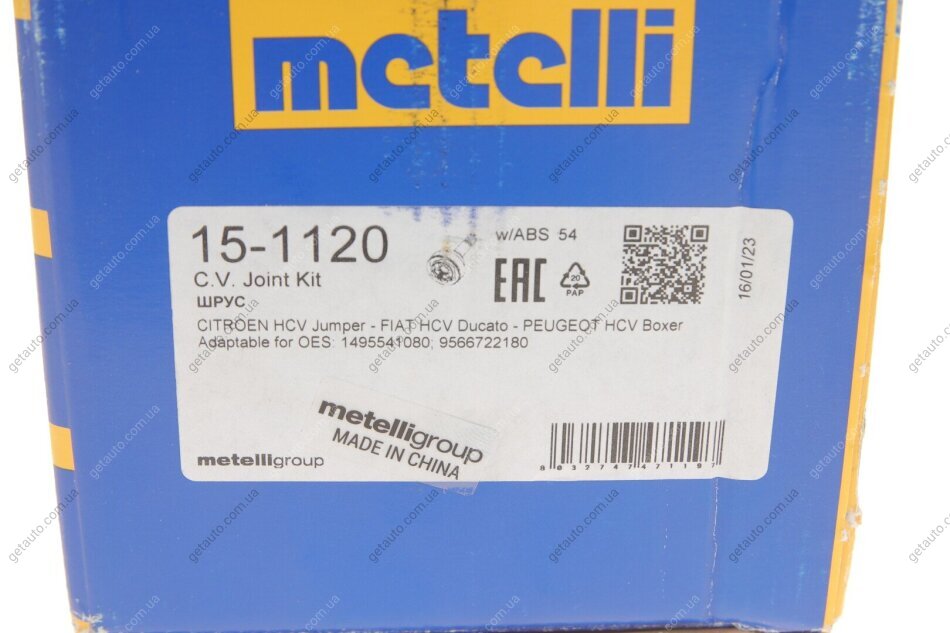 metelli
15-1120
C.V. Joint Kit
ШРУС
w/ABS 54
EAC
20
PAP
16/01/23
CITROEN HCV Jumper - FIAT HCV Ducato - PEUGEOT HCV Boxer
Adaptable for OES: 1495541080; 9566722180
metelligroup
MADE IN CHINA
metelligroup
8032747471197
getauto.com.ua